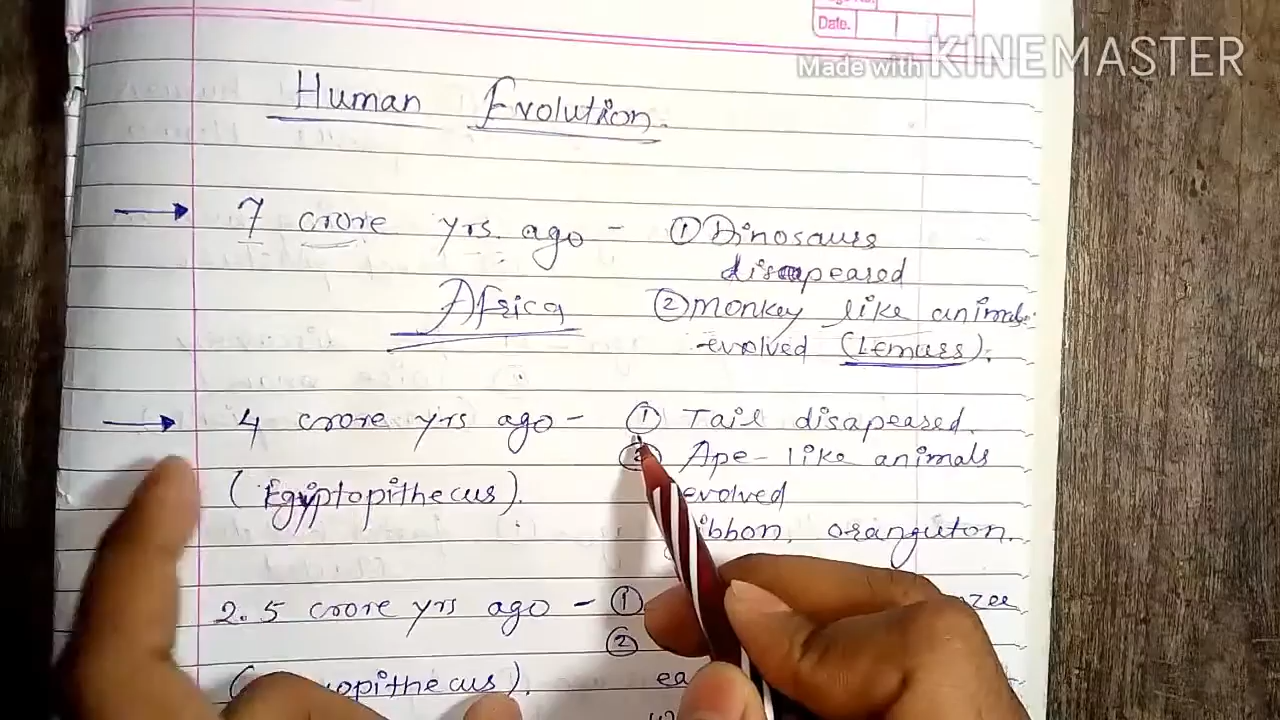 Date.
Made with KINEMASTER
Human Evolution.
7 crore yrs ago - ① Dinosaurs
disapeared
Africa ② monkey like animals
evolved (Lemurs).
4 crore yrs ago - ① Tail disapeared.
② Ape-like animals
(Egyptopithecus). evolved
ibbon, oranguton.
2.5 crore yrs ago - ①
②
opithecus).